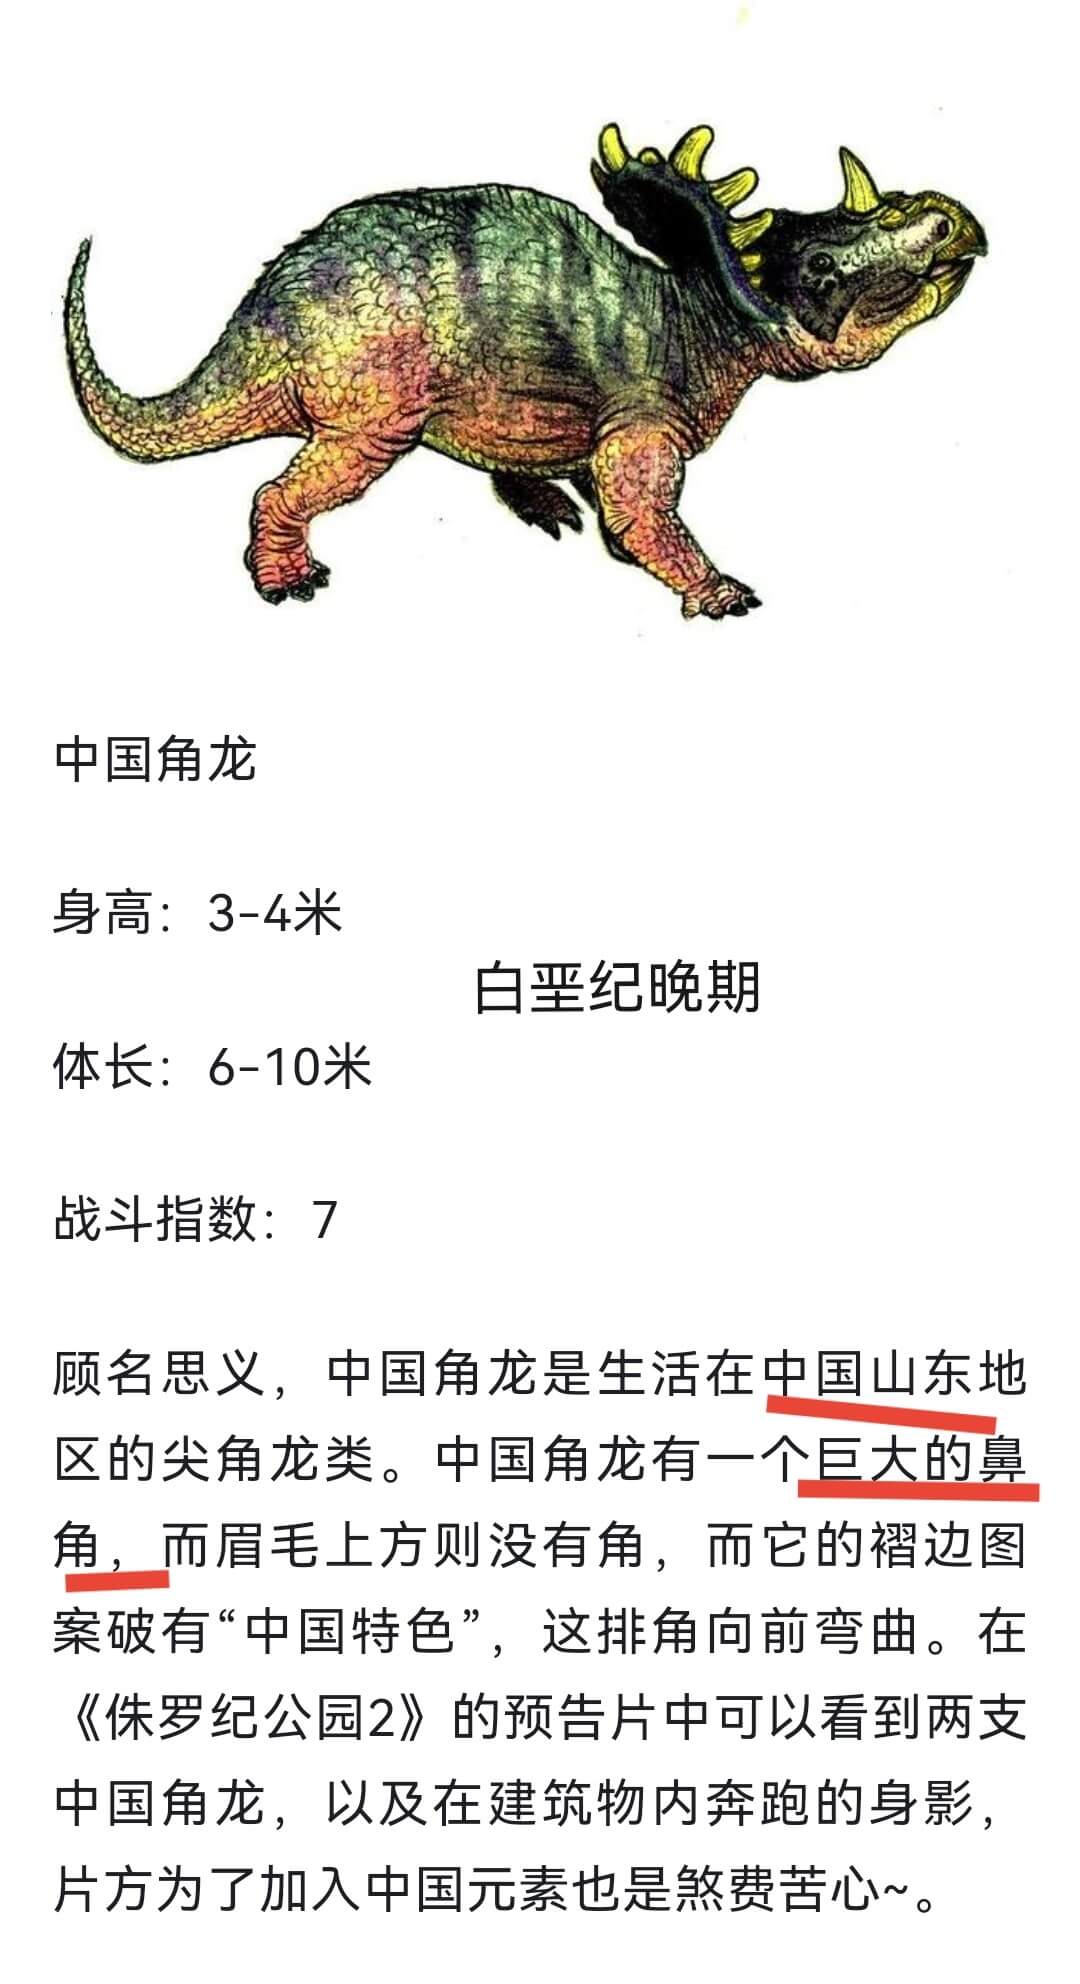 中国角龙
身高：3-4米
白垩纪晚期
体长：6-10米
战斗指数：7
顾名思义，中国角龙是生活在中国山东地
区的尖角龙类。中国角龙有一个巨大的鼻
角，而眉毛上方则没有角，而它的褶边图
案破有“中国特色”，这排角向前弯曲。在
《侏罗纪公园2》的预告片中可以看到两支
中国角龙，以及在建筑物内奔跑的身影，
片方为了加入中国元素也是煞费苦心~。